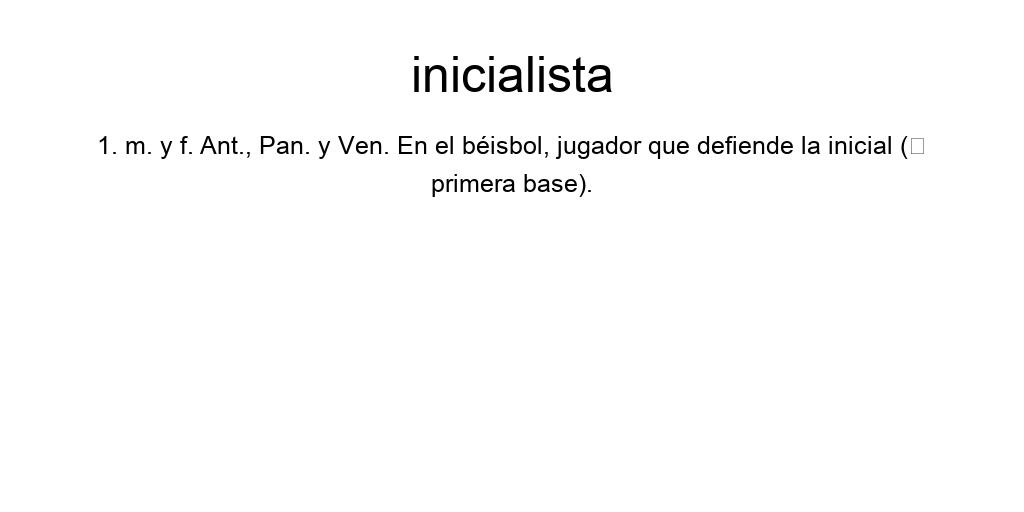 inicialista
1. m. y f. Ant., Pan. y Ven. En el béisbol, jugador que defiende la inicial (□
primera base).